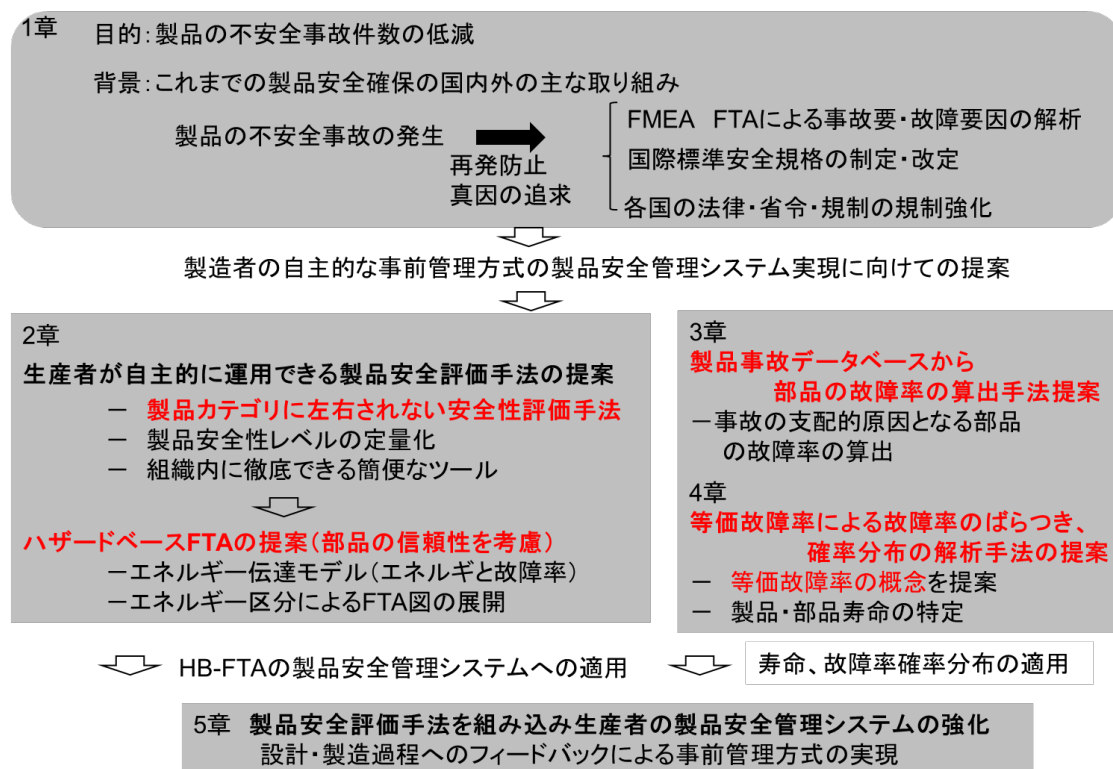 1章
目的：製品の不安全事故件数の低減
背景：これまでの製品安全確保の国内外の主な取り組み
製品の不安全事故の発生
再発防止
真因の追求
FMEA FTAによる事故要・故障要因の解析
国際標準安全規格の制定・改定
各国の法律・省令・規制の規制強化
製造者の自主的な事前管理方式の製品安全管理システム実現に向けての提案
2章
生産者が自主的に運用できる製品安全評価手法の提案
― 製品カテゴリに左右されない安全性評価手法
― 製品安全性レベルの定量化
― 組織内に徹底できる簡便なツール
ハザードベースFTAの提案（部品の信頼性を考慮）
―エネルギー伝達モデル（エネルギと故障率）
―エネルギー区分によるFTA図の展開
3章
製品事故データベースから
部品の故障率の算出手法提案
―事故の支配的原因となる部品
の故障率の算出
4章
等価故障率による故障率のばらつき、
確率分布の解析手法の提案
― 等価故障率の概念を提案
― 製品・部品寿命の特定
HB-FTAの製品安全管理システムへの適用
寿命、故障率確率分布の適用
5章 製品安全評価手法を組み込み生産者の製品安全管理システムの強化
設計・製造過程へのフィードバックによる事前管理方式の実現